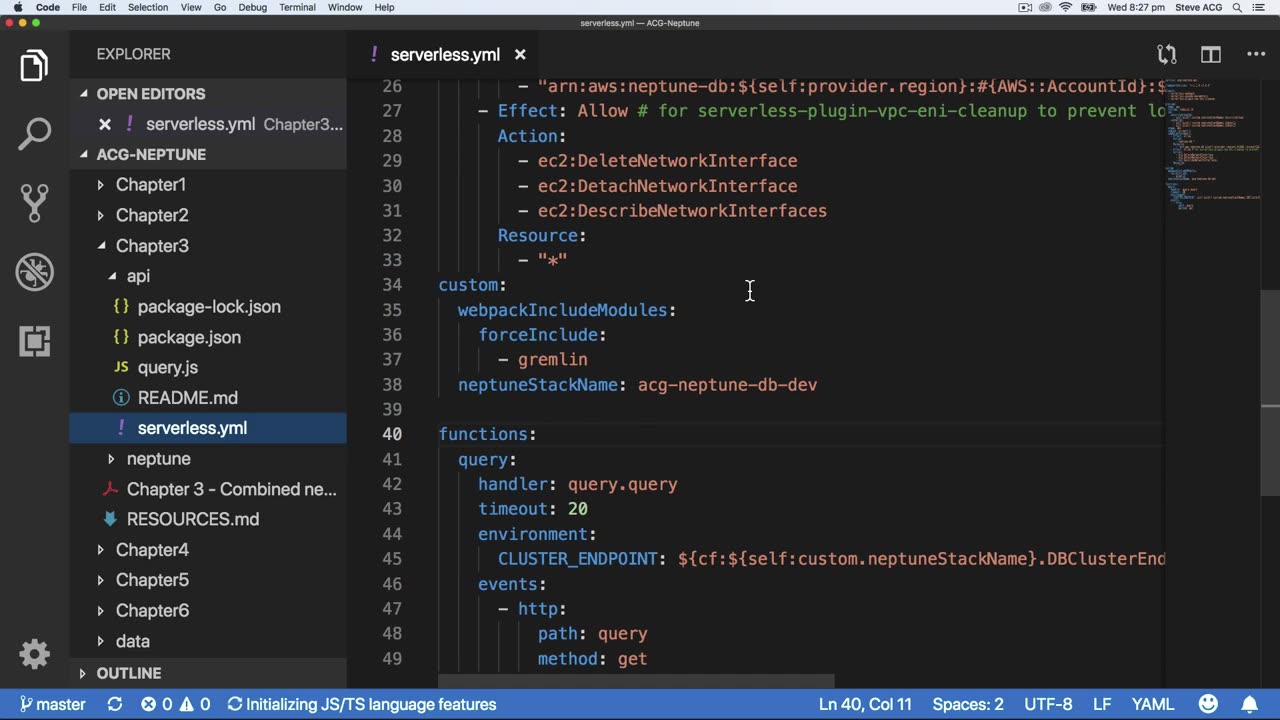 Code File Edit Selection View Go Debug Terminal Window Help Wed 8:27 pm Steve ACG
serverless.yml — ACG-Neptune
EXPLORER
OPEN EDITORS
serverless.yml Chapter3...
ACG-NEPTUNE
Chapter1
Chapter2
Chapter3
api
{} package-lock.json
{} package.json
JS query.js
README.md
! serverless.yml
neptune
Chapter 3 - Combined ne...
RESOURCES.md
Chapter4
Chapter5
Chapter6
data
OUTLINE
! serverless.yml
26 - "arn:aws:neptune-db:${self:provider.region}:#{AWS::AccountId}:$
27 Effect: Allow # for serverless-plugin-vpc-eni-cleanup to prevent lo
28 Action:
29 - ec2:DeleteNetworkInterface
30 - ec2:DetachNetworkInterface
31 - ec2:DescribeNetworkInterfaces
32 Resource:
33 - "*"
34 custom:
35 webpackIncludeModules:
36 forceInclude:
37 - gremlin
38 neptuneStackName: acg-neptune-db-dev
39
40 functions:
41 query:
42 handler: query.query
43 timeout: 20
44 environment:
45 CLUSTER_ENDPOINT: ${cf:${self:custom.neptuneStackName}.DBClusterEnd
46 events:
47 - http:
48 path: query
49 method: get
master 0 0 Initializing JS/TS language features Ln 40, Col 11 Spaces: 2 UTF-8 LF YAML